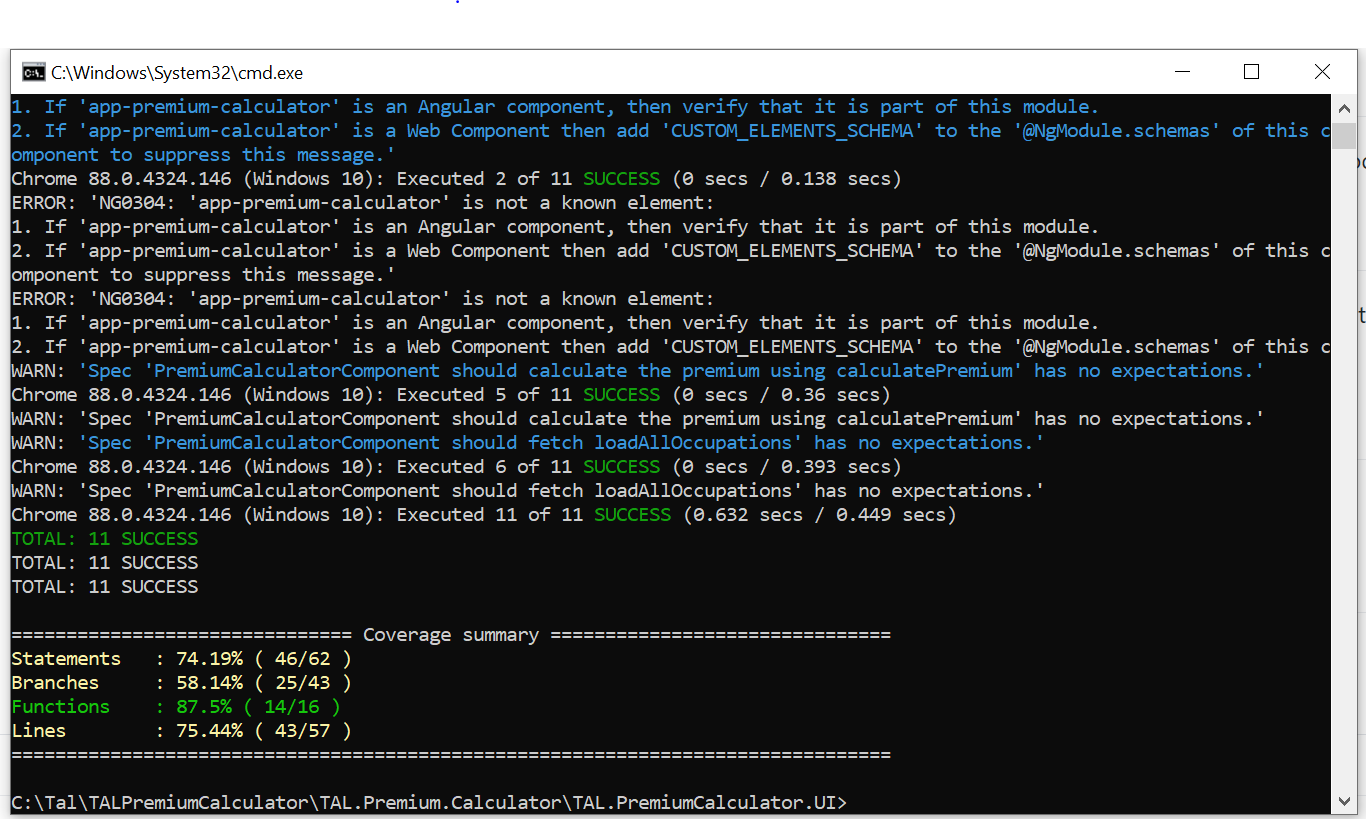 C:\Windows\System32\cmd.exe
1. If 'app-premium-calculator' is an Angular component, then verify that it is part of this module.
2. If 'app-premium-calculator' is a Web Component then add 'CUSTOM_ELEMENTS_SCHEMA' to the '@NgModule.schemas' of this c
omponent to suppress this message.'
Chrome 88.0.4324.146 (Windows 10): Executed 2 of 11 SUCCESS (0 secs / 0.138 secs)
ERROR: 'NG0304: 'app-premium-calculator' is not a known element:
1. If 'app-premium-calculator' is an Angular component, then verify that it is part of this module.
2. If 'app-premium-calculator' is a Web Component then add 'CUSTOM_ELEMENTS_SCHEMA' to the '@NgModule.schemas' of this c
omponent to suppress this message.'
ERROR: 'NG0304: 'app-premium-calculator' is not a known element:
1. If 'app-premium-calculator' is an Angular component, then verify that it is part of this module.
2. If 'app-premium-calculator' is a Web Component then add 'CUSTOM_ELEMENTS_SCHEMA' to the '@NgModule.schemas' of this c
WARN: 'Spec 'PremiumCalculatorComponent should calculate the premium using calculatePremium' has no expectations.'
Chrome 88.0.4324.146 (Windows 10): Executed 5 of 11 SUCCESS (0 secs / 0.36 secs)
WARN: 'Spec 'PremiumCalculatorComponent should calculate the premium using calculatePremium' has no expectations.'
WARN: 'Spec 'PremiumCalculatorComponent should fetch loadAllOccupations' has no expectations.'
Chrome 88.0.4324.146 (Windows 10): Executed 6 of 11 SUCCESS (0 secs / 0.393 secs)
WARN: 'Spec 'PremiumCalculatorComponent should fetch loadAllOccupations' has no expectations.'
Chrome 88.0.4324.146 (Windows 10): Executed 11 of 11 SUCCESS (0.632 secs / 0.449 secs)
TOTAL: 11 SUCCESS
TOTAL: 11 SUCCESS
TOTAL: 11 SUCCESS
=============================== Coverage summary ===============================
Statements   : 74.19% ( 46/62 )
Branches     : 58.14% ( 25/43 )
Functions    : 87.5% ( 14/16 )
Lines        : 75.44% ( 43/57 )
================================================================================
C:\Tal\TALPremiumCalculator\TAL.Premium.Calculator\TAL.PremiumCalculator.UI>